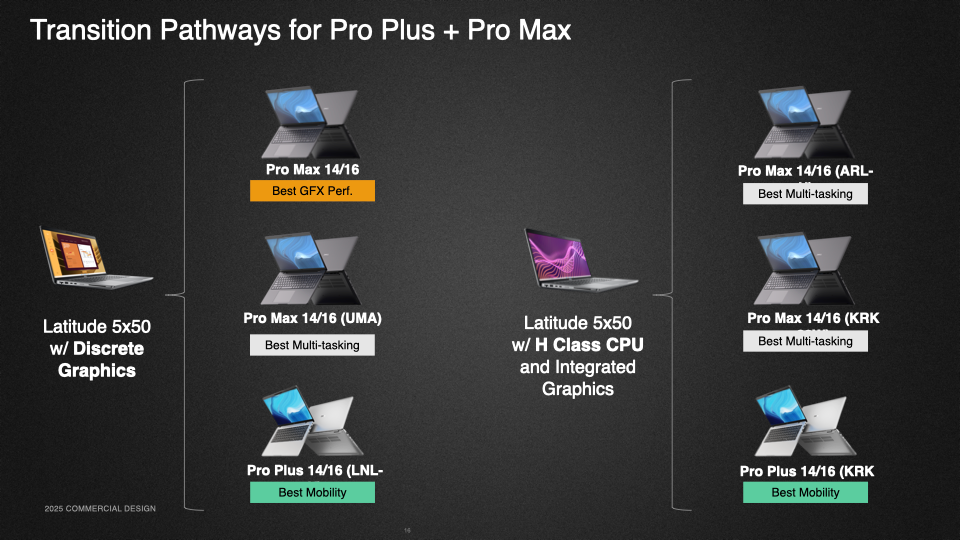 Transition Pathways for Pro Plus + Pro Max
Latitude 5x50
w/ Discrete
Graphics
Pro Max 14/16
Best GFX Perf.
Pro Max 14/16 (UMA)
Best Multi-tasking
Pro Plus 14/16 (LNL-
Best Mobility
Latitude 5x50
w/ H Class CPU
and Integrated
Graphics
Pro Max 14/16 (ARL-
Best Multi-tasking
Pro Max 14/16 (KRK
Best Multi-tasking
Pro Plus 14/16 (KRK
Best Mobility
2025 COMMERCIAL DESIGN
16